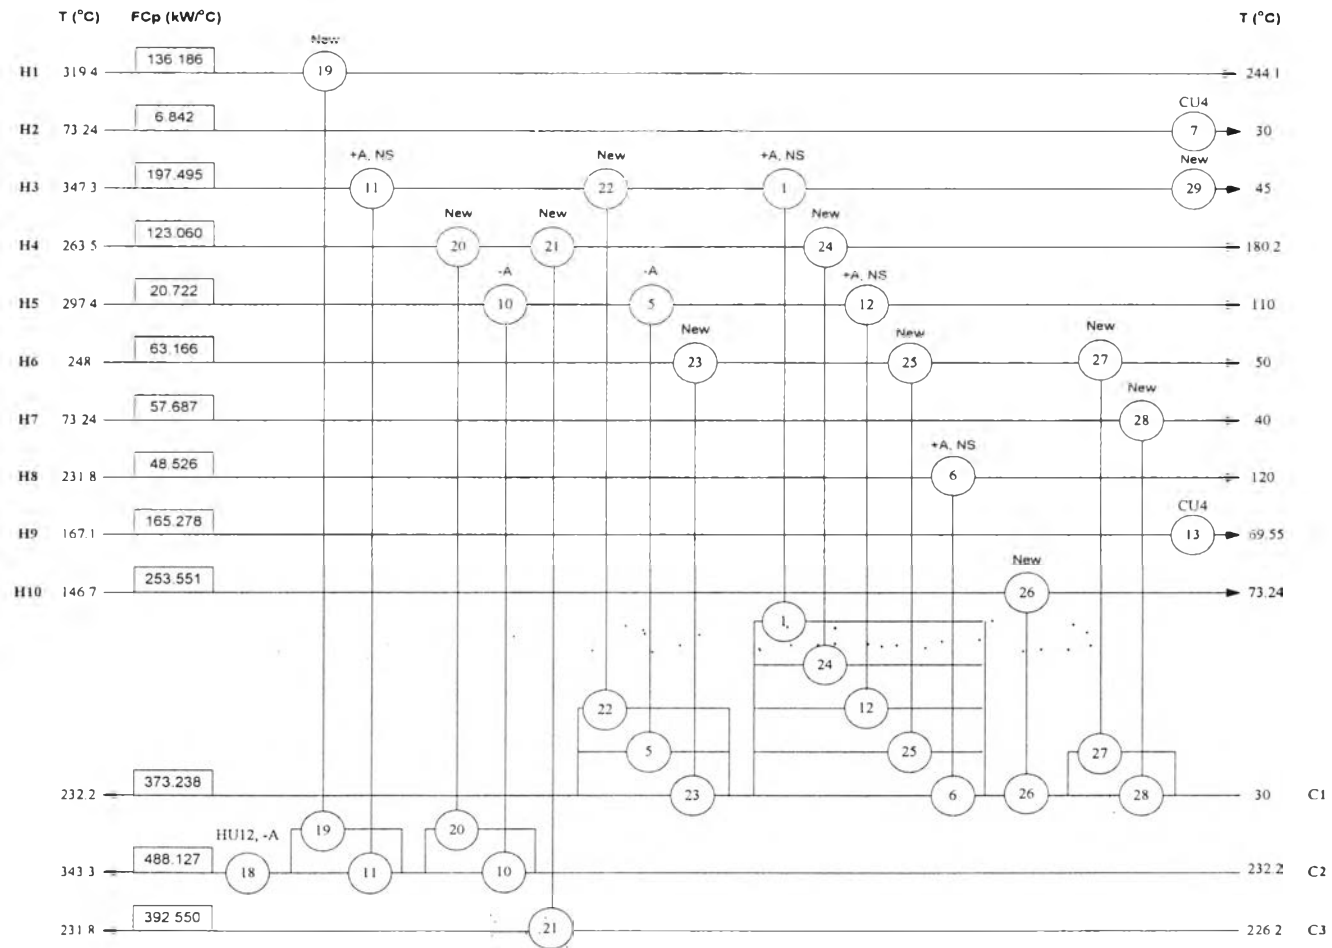 T (°C) FCp (kW/°C) T (°C)
New
136.186
H1 319.4 19 244.1
CU4
6.842
H2 73.24 7 30
+A, NS New +A, NS New
197.495
H3 347.3 11 22 1 29 45
New New New
123.060
H4 263.5 20 21 24 180.2
-A -A +A, NS
20.722
H5 297.4 10 5 12 110
New New New
63.166
H6 248 23 25 27 50
New
57.687
H7 73.24 28 40
+A, NS
48.526
H8 231.8 6 120
CU4
165.278
H9 167.1 13 69.55
New
253.551
H10 146.7 26 73.24
1
24
22 12
5 25 27
373.238
232.2 23 6 26 28 30 C1
HU12, -A 19 20
488.127
343.3 18 11 10 232.2 C2
392.550
231.8 21 226.2 C3